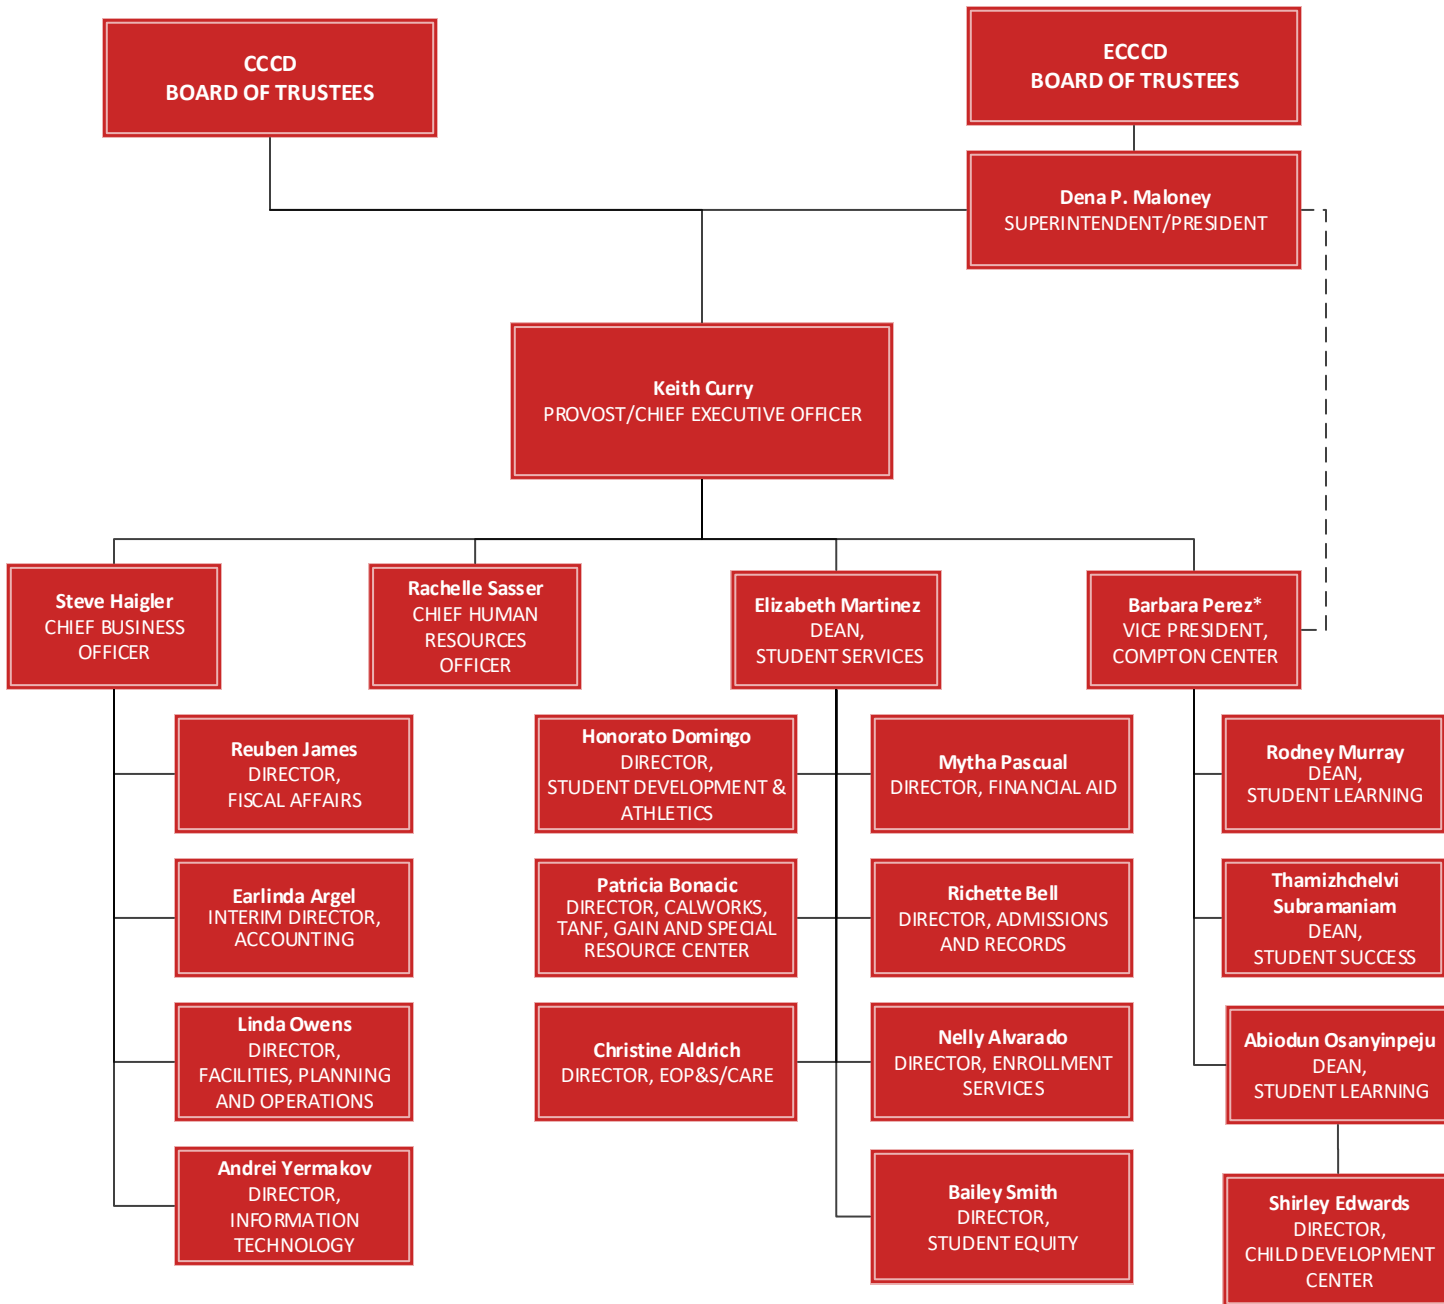 CCCD
BOARD OF TRUSTEES
ECCCD
BOARD OF TRUSTEES
Dena P. Maloney
SUPERINTENDENT/PRESIDENT
Keith Curry
PROVOST/CHIEF EXECUTIVE OFFICER
Steve Haigler
CHIEF BUSINESS
OFFICER
Rachelle Sasser
CHIEF HUMAN
RESOURCES
OFFICER
Elizabeth Martinez
DEAN,
STUDENT SERVICES
Barbara Perez*
VICE PRESIDENT,
COMPTON CENTER
Reuben James
DIRECTOR,
FISCAL AFFAIRS
Honorato Domingo
DIRECTOR,
STUDENT DEVELOPMENT &
ATHLETICS
Mytha Pascual
DIRECTOR, FINANCIAL AID
Rodney Murray
DEAN,
STUDENT LEARNING
Earlinda Argel
INTERIM DIRECTOR,
ACCOUNTING
Patricia Bonacic
DIRECTOR, CALWORKS,
TANF, GAIN AND SPECIAL
RESOURCE CENTER
Richette Bell
DIRECTOR, ADMISSIONS
AND RECORDS
Thamizhchelvi
Subramaniam
DEAN,
STUDENT SUCCESS
Linda Owens
DIRECTOR,
FACILITIES, PLANNING
AND OPERATIONS
Christine Aldrich
DIRECTOR, EOP&S/CARE
Nelly Alvarado
DIRECTOR, ENROLLMENT
SERVICES
Abiodun Osanyinpeju
DEAN,
STUDENT LEARNING
Andrei Yermakov
DIRECTOR,
INFORMATION
TECHNOLOGY
Bailey Smith
DIRECTOR,
STUDENT EQUITY
Shirley Edwards
DIRECTOR,
CHILD DEVELOPMENT
CENTER